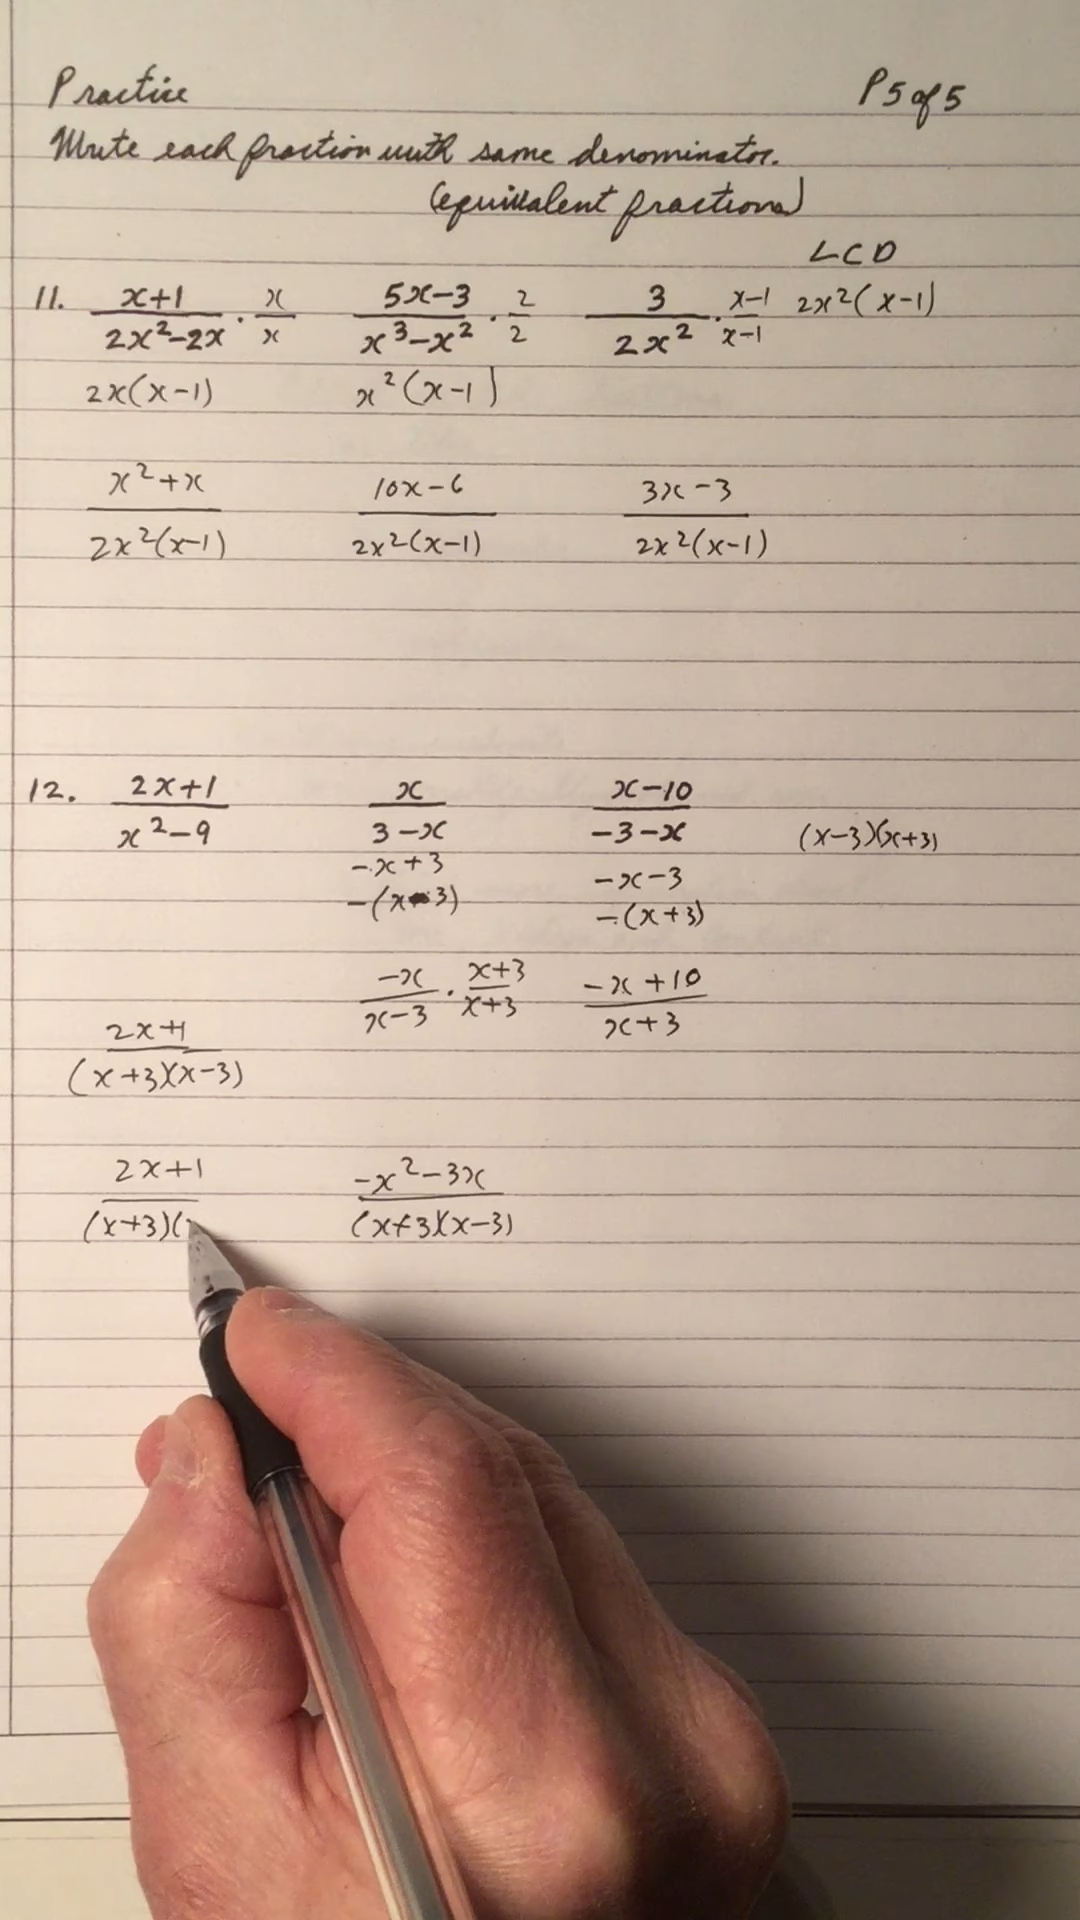 Practice P 5 of 5
Write each fraction with same denominator.
(equivalent fractions)
LCD
11. x+1 / 2x²-2x · x/x   5x-3 / x³-x² · 2/2   3 / 2x² · x-1 / x-1   2x²(x-1)
2x(x-1)   x²(x-1)
x²+x / 2x²(x-1)   10x-6 / 2x²(x-1)   3x-3 / 2x²(x-1)
12. 2x+1 / x²-9   x / 3-x   x-10 / -3-x   (x-3)(x+3)
-x+3   -x-3
-(x-3)   -(x+3)
-x / x-3 · x+3 / x+3   -x+10 / x+3
2x+1 / (x+3)(x-3)
2x+1 / (x+3)(   -x²-3x / (x+3)(x-3)